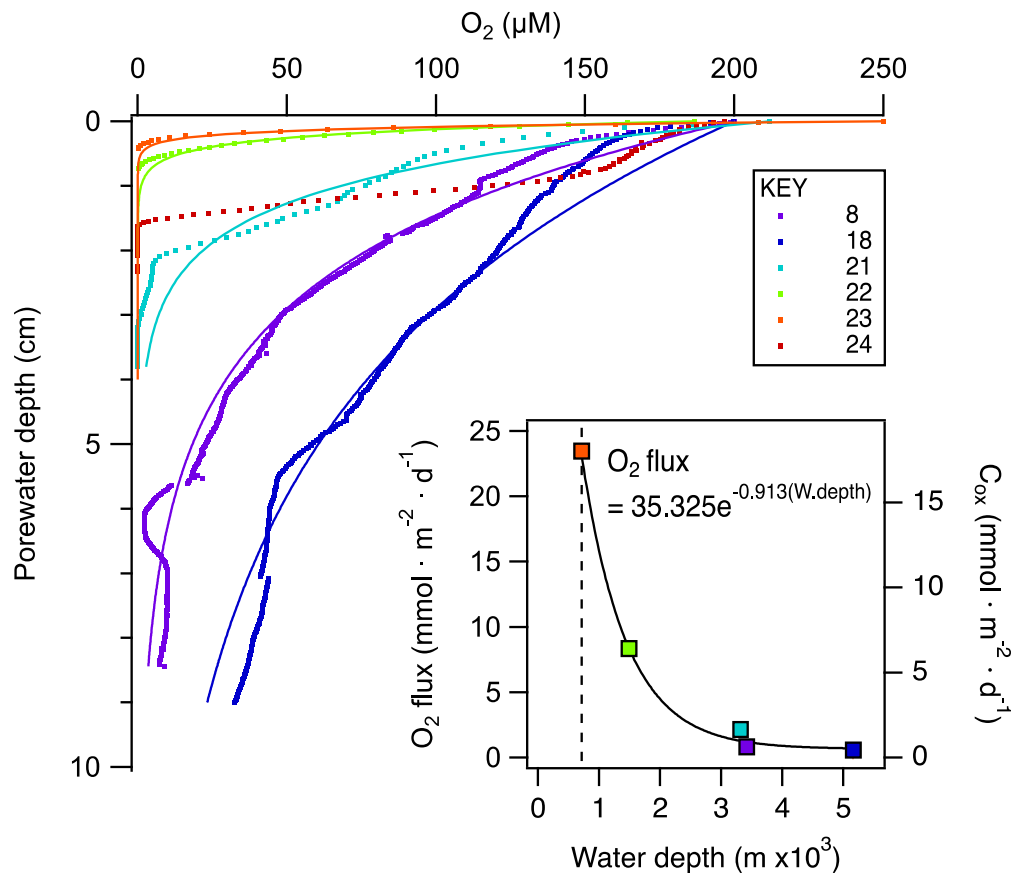 O₂ (µM)
0 50 100 150 200 250
Porewater depth (cm)
0
5
10
KEY
8
18
21
22
23
24
O₂ flux (mmol · m⁻² · d⁻¹)
25
20
15
10
5
0
O₂ flux
= 35.325e^-0.913(W.depth)
C_ox (mmol · m⁻² · d⁻¹)
15
10
5
0
0 1 2 3 4 5
Water depth (m x10³)